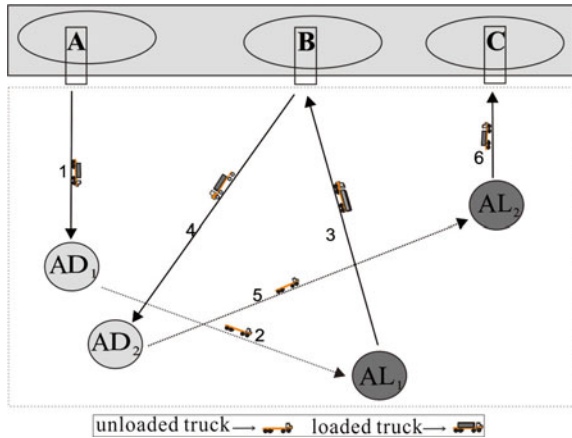 A B C
1
6
4
3
AL2
AD1
5
2
AD2
AL1
unloaded truck → loaded truck →